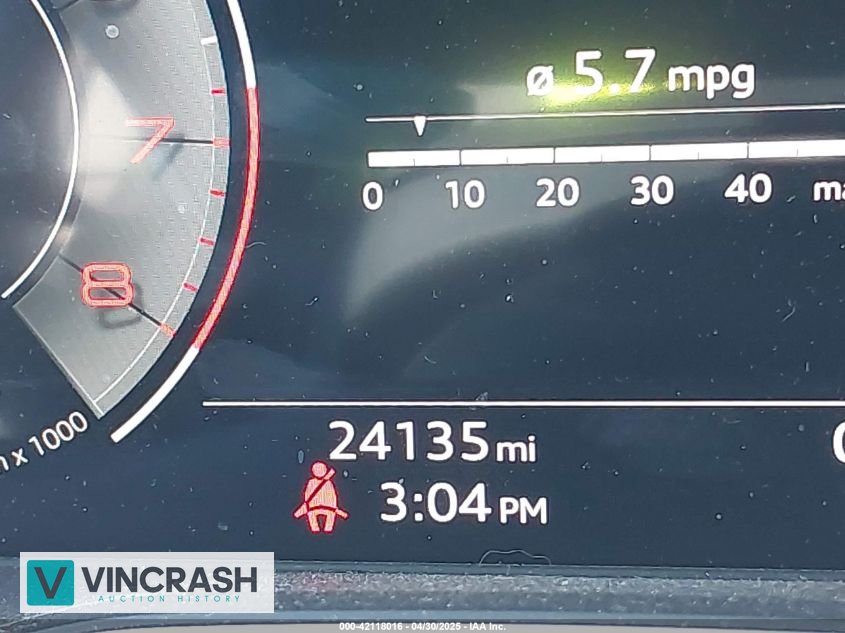 ø 5.7 mpg
0 10 20 30 40
7
8
x 1000
24135 mi
3:04 PM
VINCRASH
AUCTION HISTORY
000-42118016 - 04/30/2025 - IAA Inc.